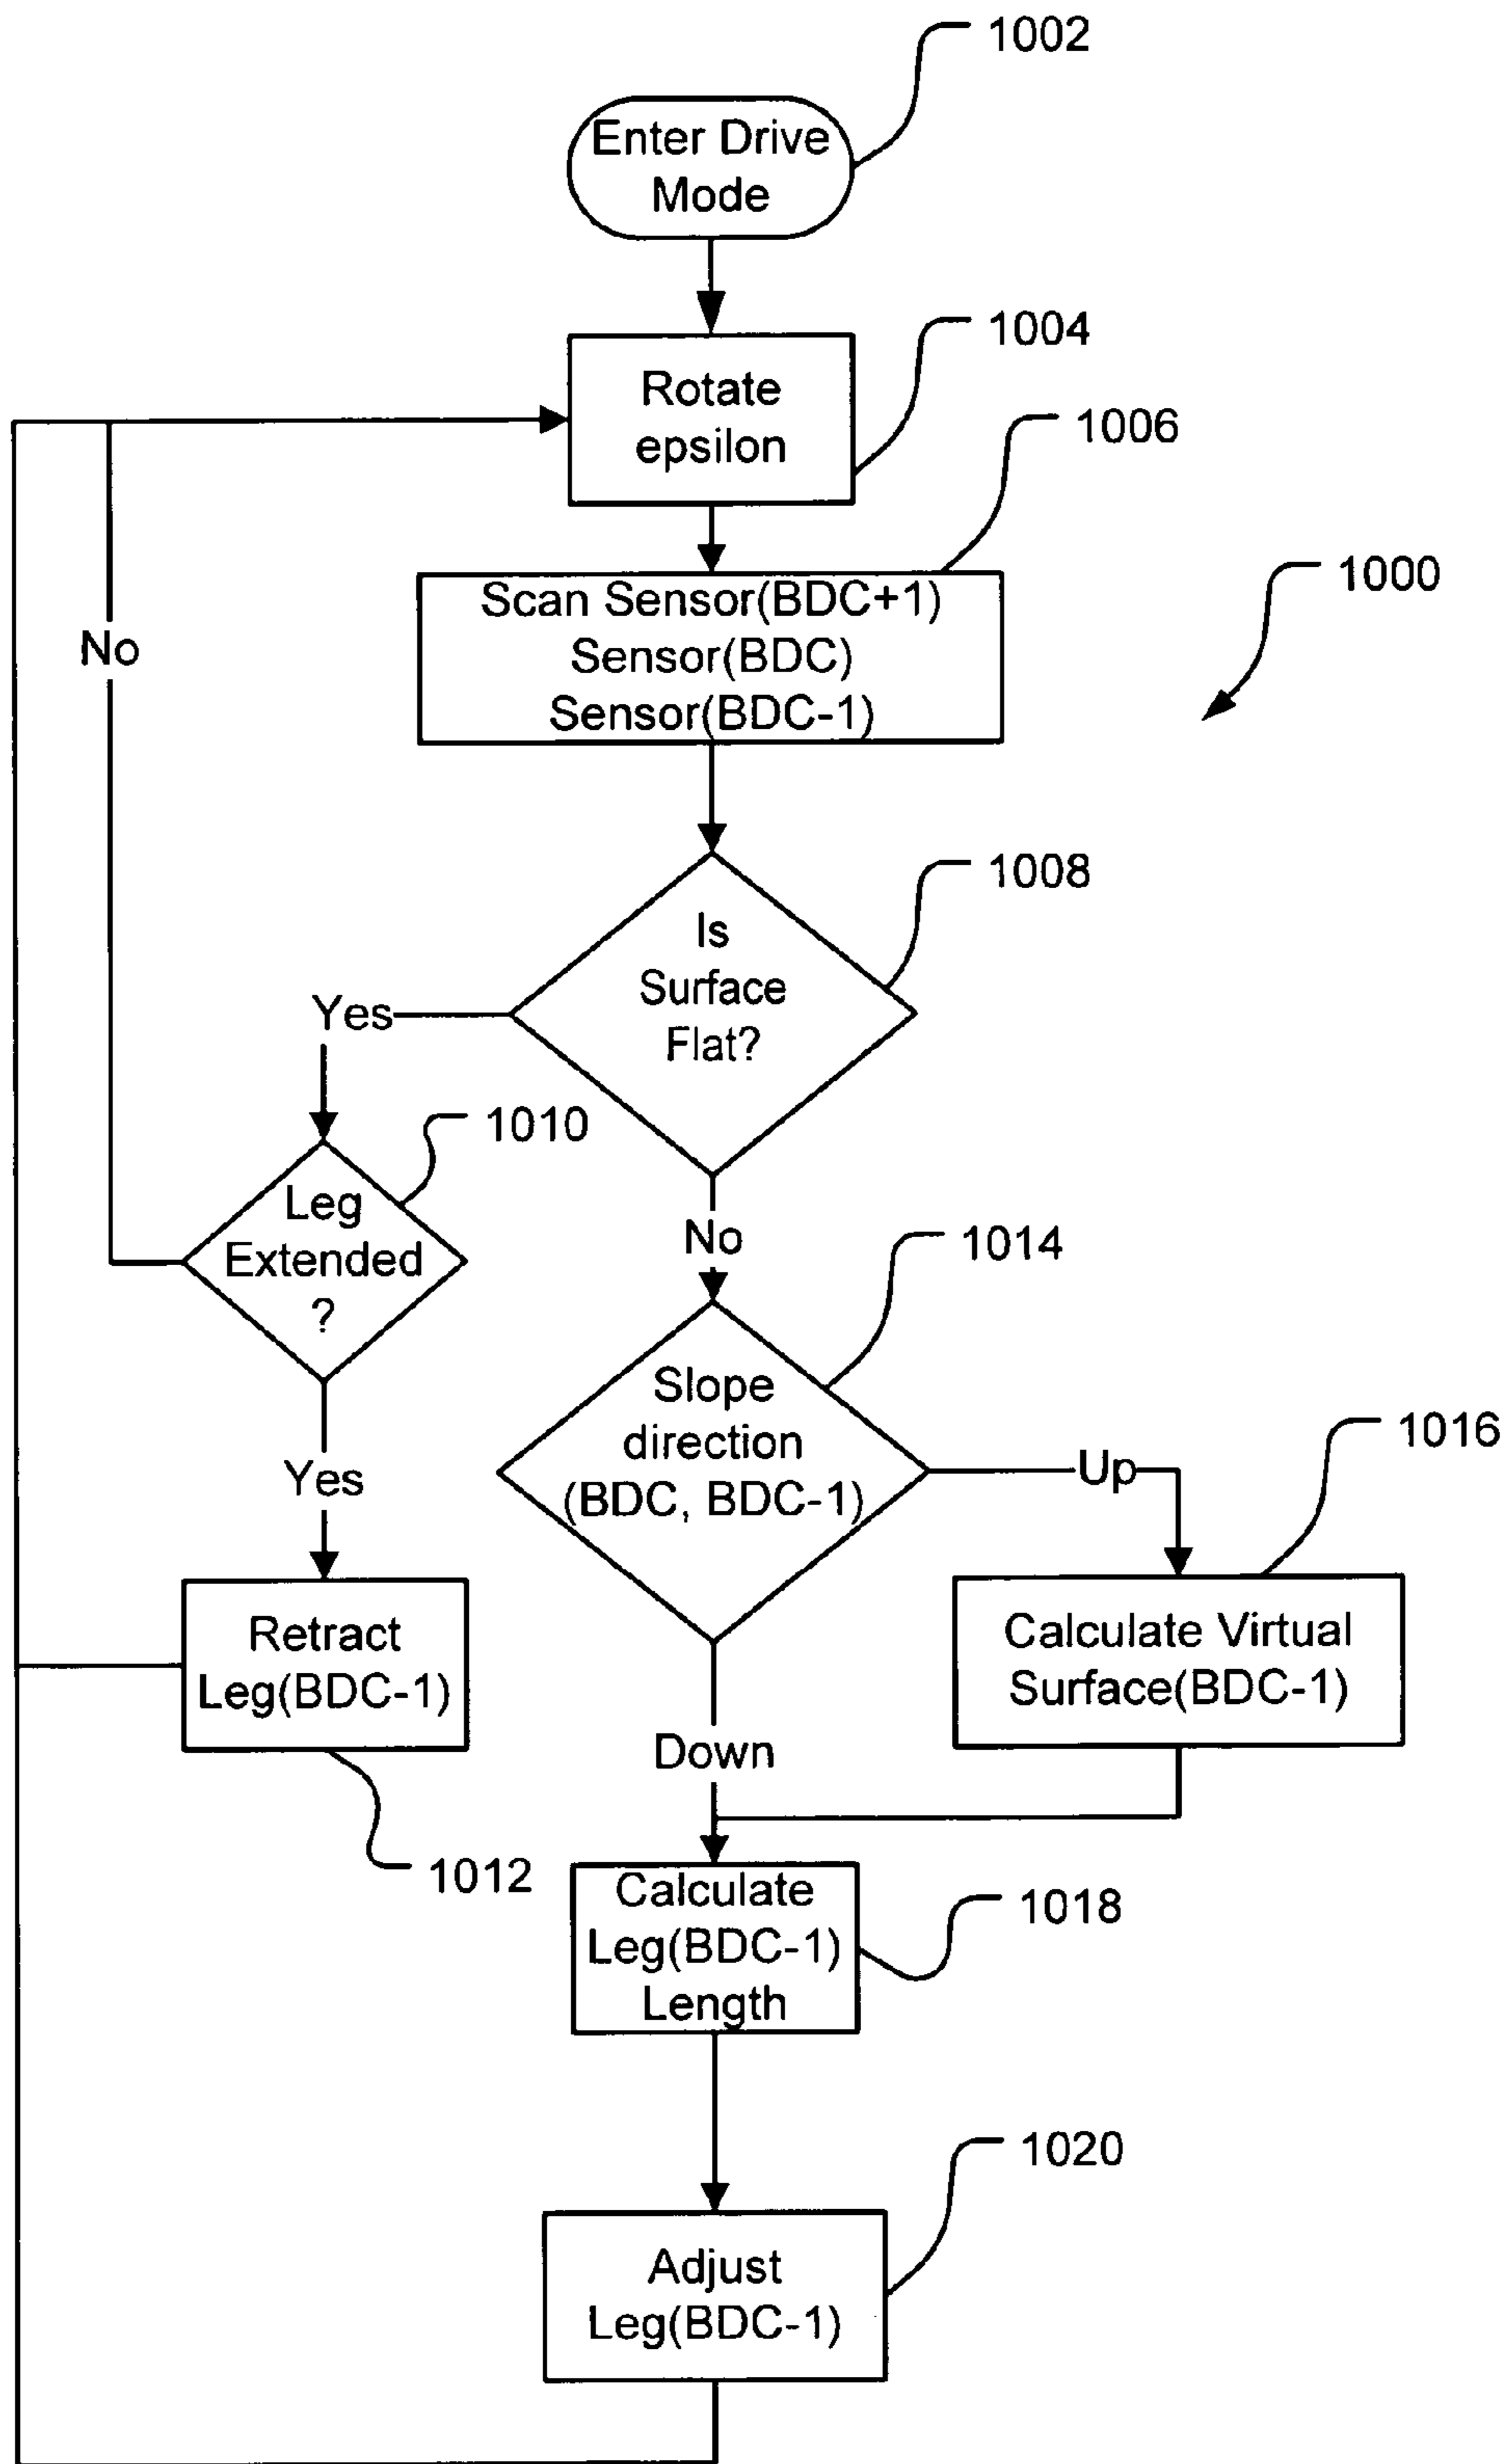 1002
Enter Drive
Mode
1004
Rotate
epsilon
1006
Scan Sensor(BDC+1)
Sensor(BDC)
Sensor(BDC-1)
1000
No
1008
Is
Surface
Flat?
Yes
1010
Leg
Extended
?
No
1014
Slope
direction
(BDC, BDC-1)
Up
1016
Yes
Retract
Leg(BDC-1)
Calculate Virtual
Surface(BDC-1)
Down
1012
Calculate
Leg(BDC-1)
Length
1018
1020
Adjust
Leg(BDC-1)